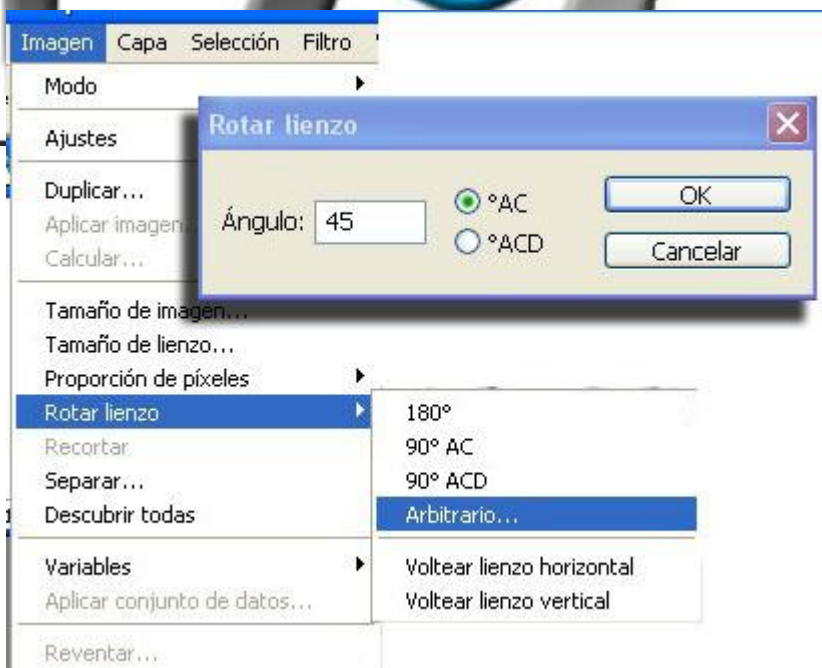 Imagen Capa Selección Filtro
Modo
Ajustes
Duplicar...
Aplicar imagen...
Calcular...
Tamaño de imagen...
Tamaño de lienzo...
Proporción de píxeles
Rotar lienzo
Recortar
Separar...
Descubrir todas
Variables
Aplicar conjunto de datos...
Reventar...
Rotar lienzo
Ángulo: 45
°AC
°ACD
OK
Cancelar
180°
90° AC
90° ACD
Arbitrario...
Voltear lienzo horizontal
Voltear lienzo vertical